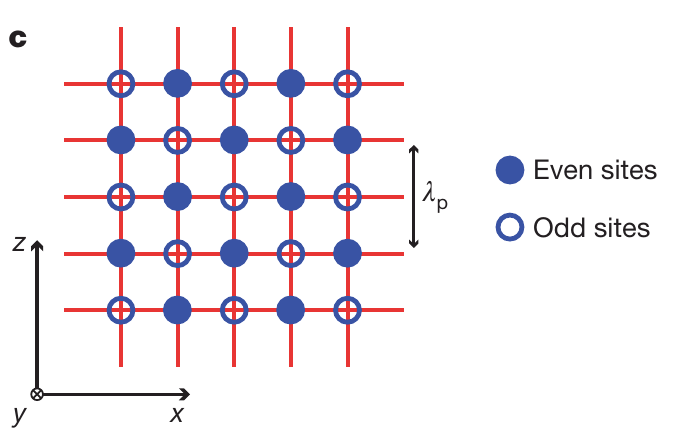 c
Even sites
λp
Odd sites
z
y
x